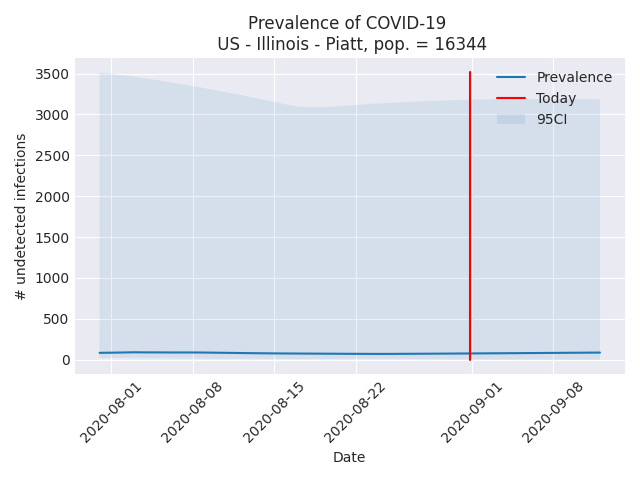 Prevalence of COVID-19
US - Illinois - Piatt, pop. = 16344
3500
3000
2500
2000
1500
1000
500
0
# undetected infections
Prevalence
Today
95CI
2020-08-01
2020-08-08
2020-08-15
2020-08-22
2020-09-01
2020-09-08
Date